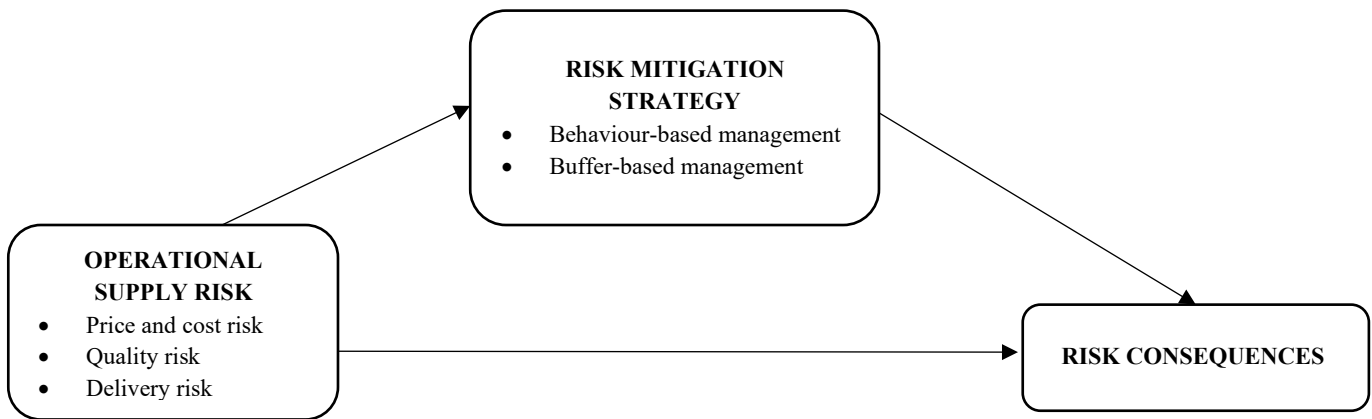 RISK MITIGATION
STRATEGY
• Behaviour-based management
• Buffer-based management
OPERATIONAL
SUPPLY RISK
• Price and cost risk
• Quality risk
• Delivery risk
RISK CONSEQUENCES